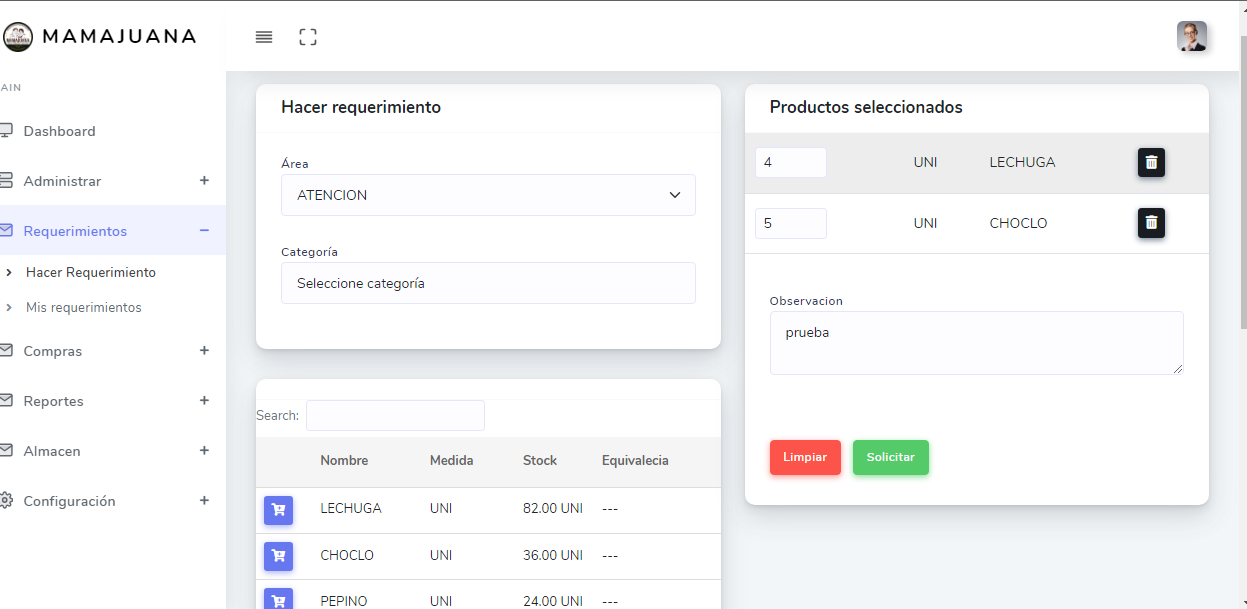 MAMAJUANA
AIN
Dashboard
Administrar +
Requerimientos −
Hacer Requerimiento
Mis requerimientos
Compras +
Reportes +
Almacen +
Configuración +
Hacer requerimiento
Área
ATENCION
Categoría
Seleccione categoría
Search:
Nombre Medida Stock Equivalecia
LECHUGA UNI 82.00 UNI ---
CHOCLO UNI 36.00 UNI ---
PEPINO UNI 24.00 UNI ---
Productos seleccionados
4 UNI LECHUGA
5 UNI CHOCLO
Observacion
prueba
Limpiar Solicitar